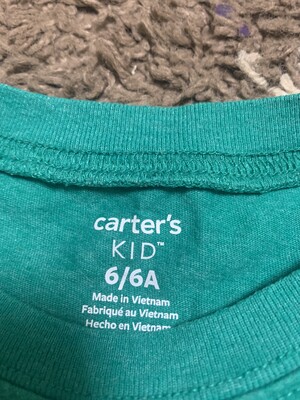 carter's
KID™
6/6A
Made in Vietnam
Fabriqué au Vietnam
Hecho en Vietnam